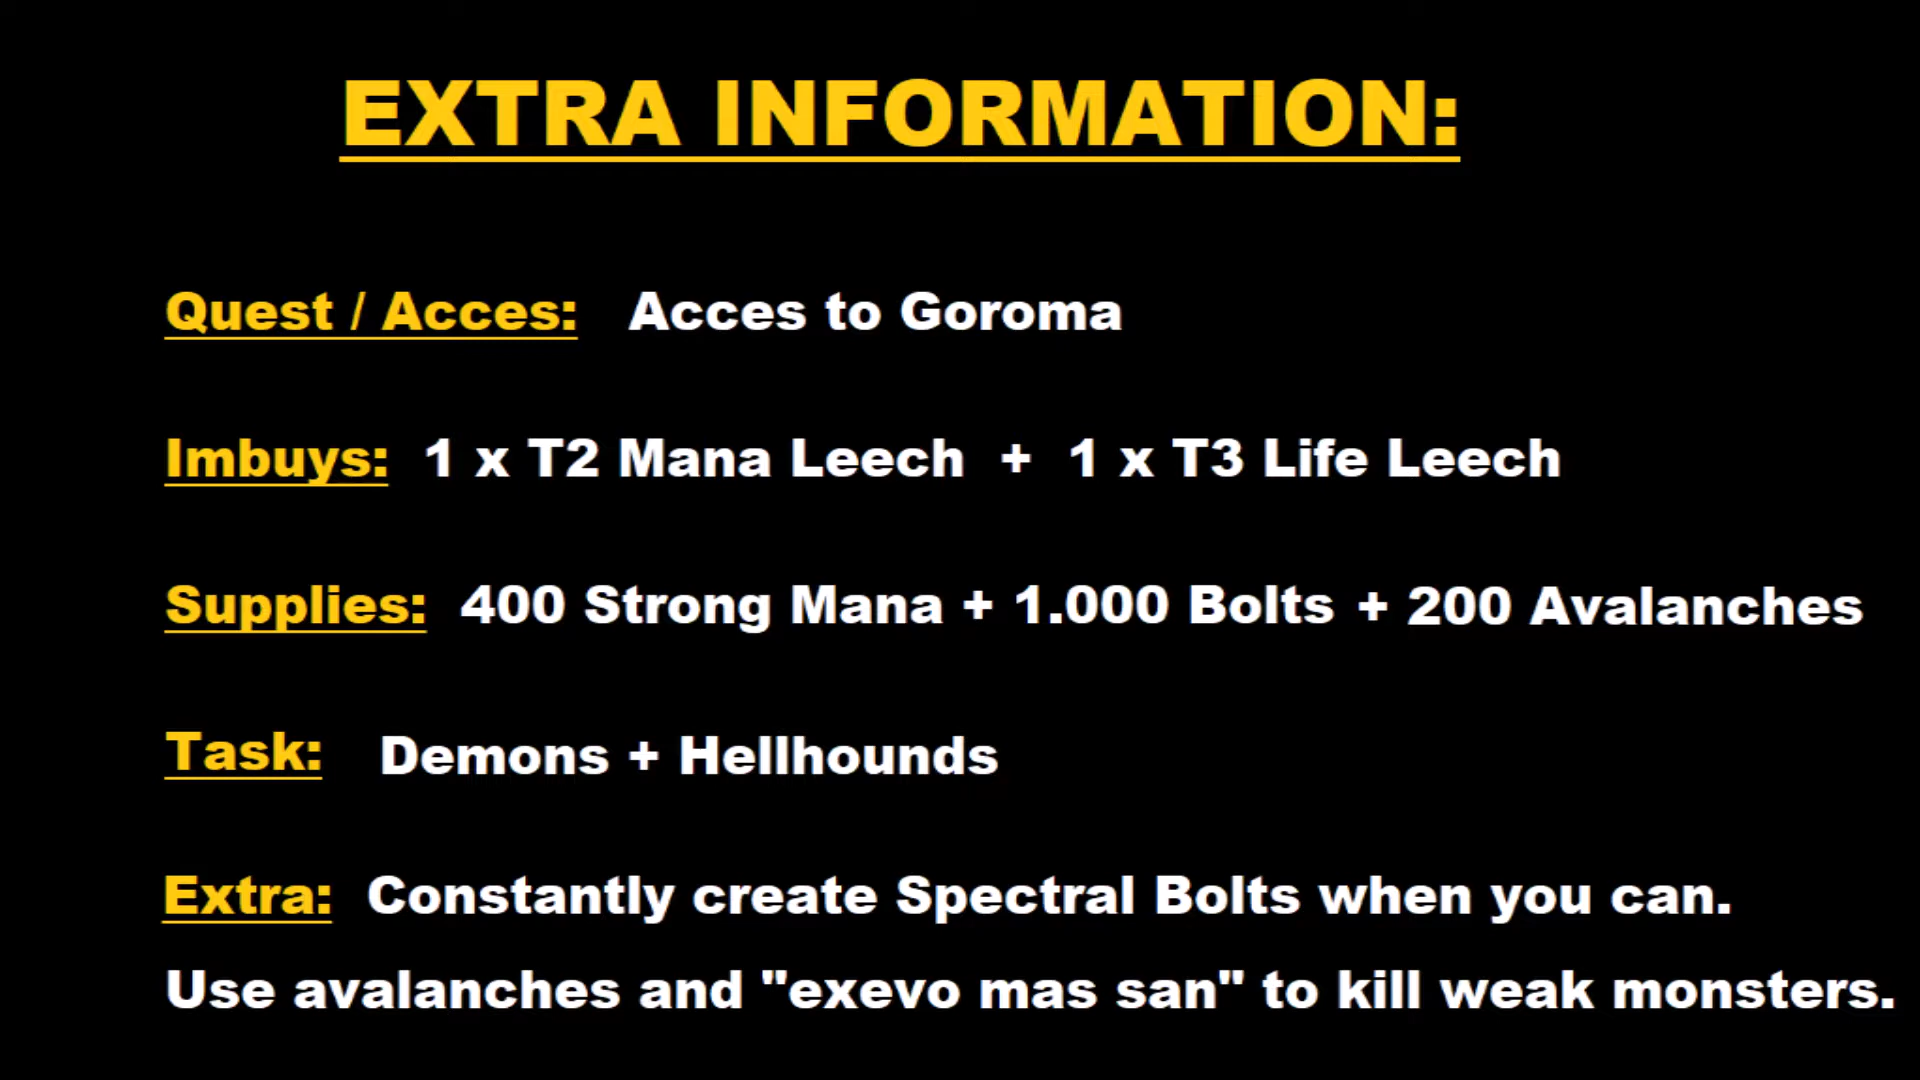 EXTRA INFORMATION:
Quest / Acces: Acces to Goroma
Imbuys: 1 x T2 Mana Leech + 1 x T3 Life Leech
Supplies: 400 Strong Mana + 1.000 Bolts + 200 Avalanches
Task: Demons + Hellhounds
Extra: Constantly create Spectral Bolts when you can.
Use avalanches and "exevo mas san" to kill weak monsters.